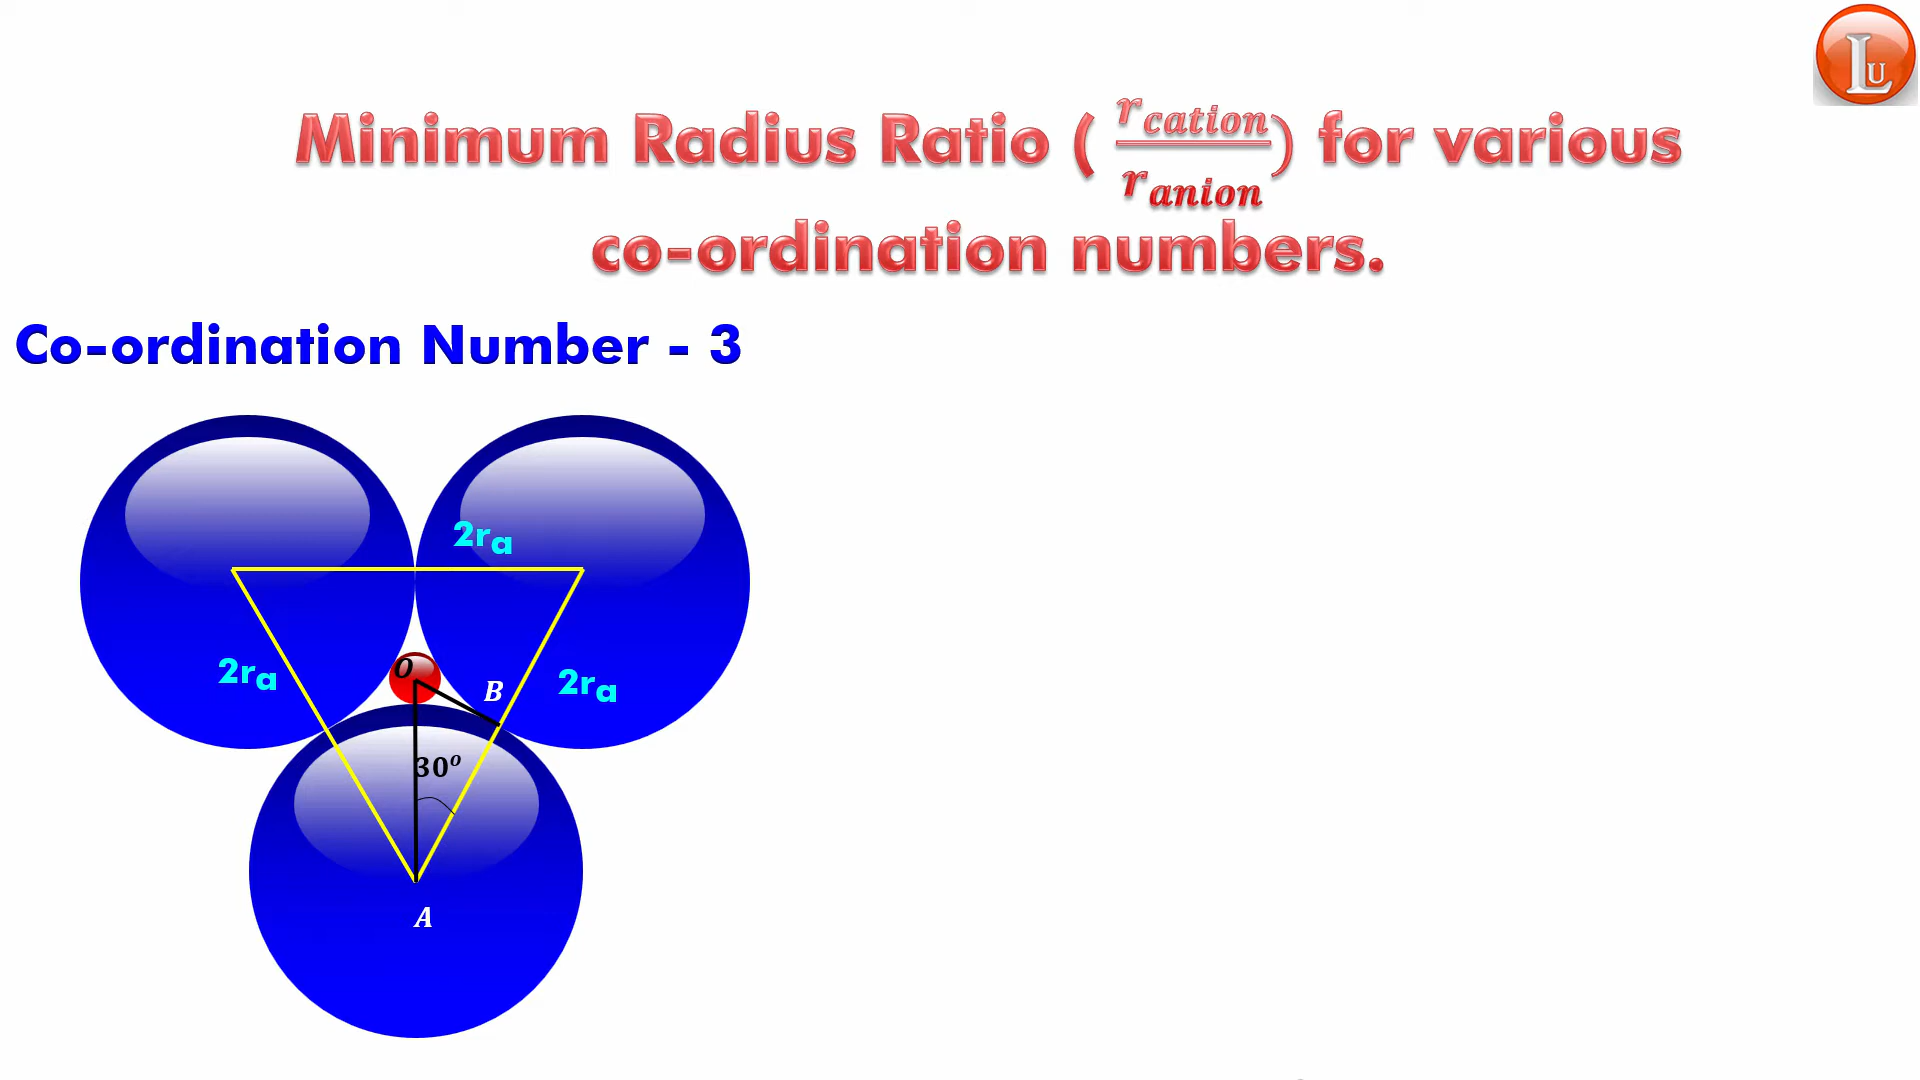 LU
Minimum Radius Ratio ( r_cation / r_anion ) for various
co-ordination numbers.
Co-ordination Number - 3
2rₐ
O
2rₐ
B
2rₐ
30°
A